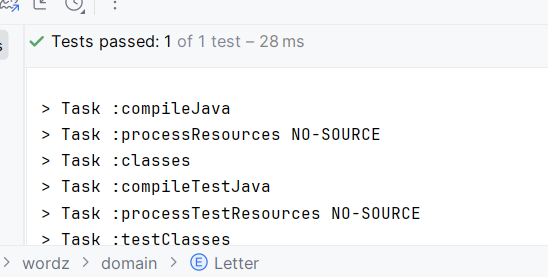 Tests passed: 1 of 1 test – 28 ms
> Task :compileJava
> Task :processResources NO-SOURCE
> Task :classes
> Task :compileTestJava
> Task :processTestResources NO-SOURCE
> Task :testClasses
wordz > domain > E Letter